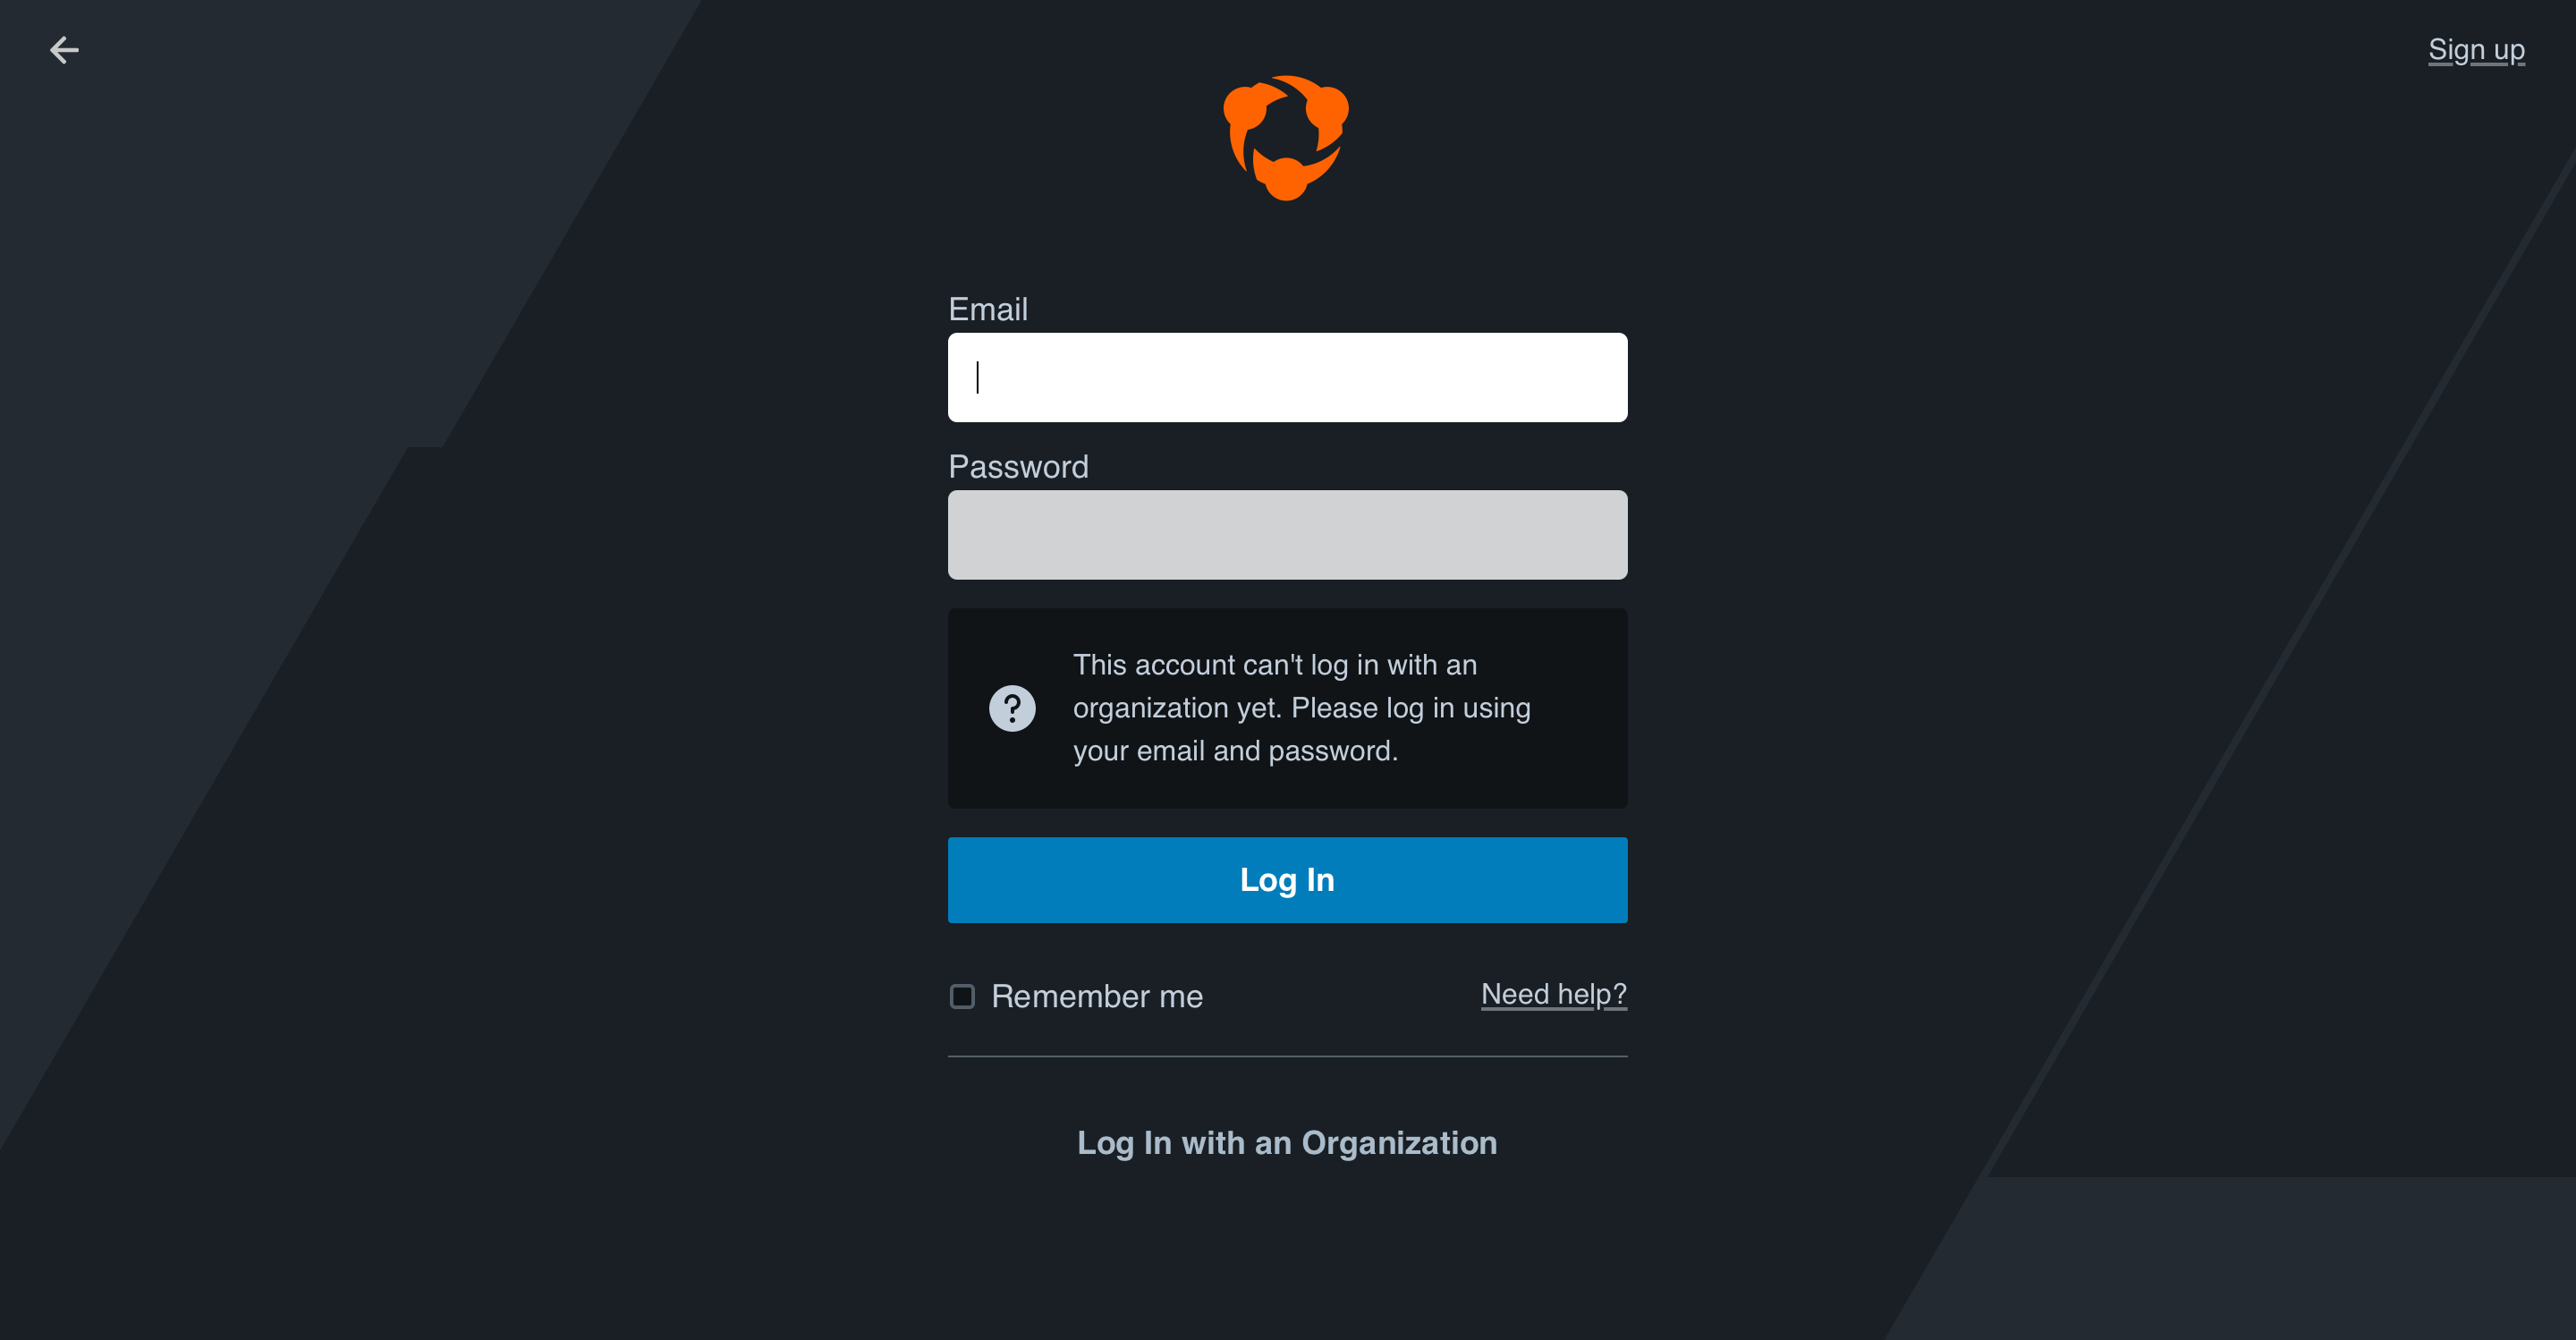 Sign up
Email
Password
?
This account can't log in with an
organization yet. Please log in using
your email and password.
Log In
Remember me
Need help?
Log In with an Organization